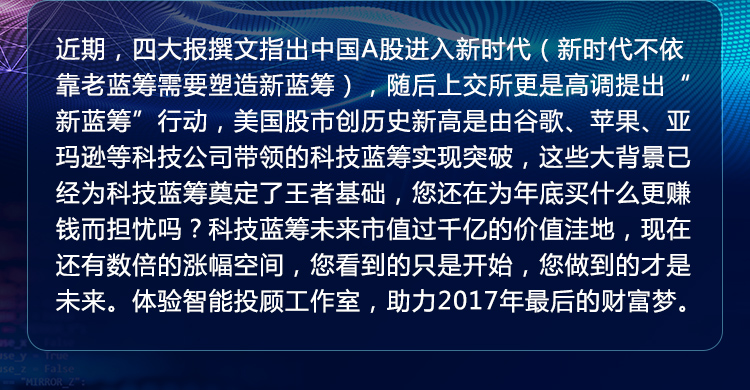 近期，四大报撰文指出中国A股进入新时代（新时代不依
靠老蓝筹需要塑造新蓝筹），随后上交所更是高调提出“
新蓝筹”行动，美国股市创历史新高是由谷歌、苹果、亚
玛逊等科技公司带领的科技蓝筹实现突破，这些大背景已
经为科技蓝筹奠定了王者基础，您还在为年底买什么更赚
钱而担忧吗？科技蓝筹未来市值过千亿的价值洼地，现在
还有数倍的涨幅空间，您看到的只是开始，您做到的才是
未来。体验智能投顾工作室，助力2017年最后的财富梦。
use_y = True
use_z = False
== "MIRROR_Z":